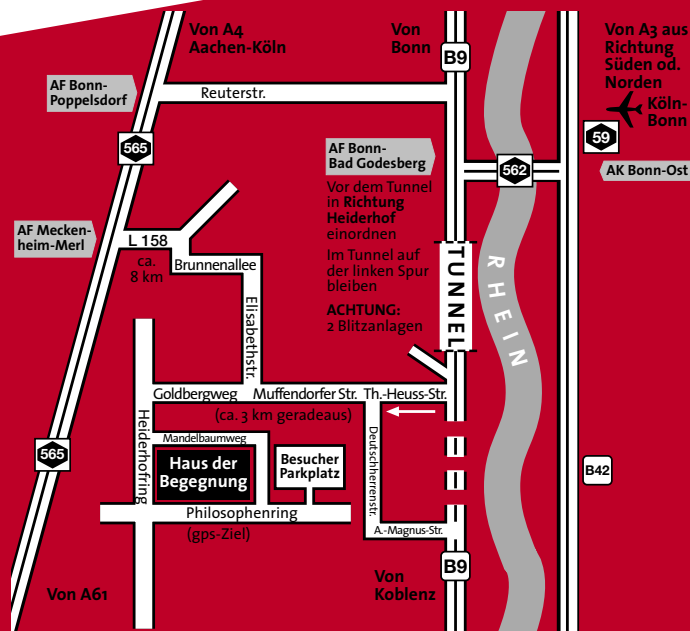 Von A4
Aachen-Köln
Von
Bonn
B9
Von A3 aus
Richtung
Süden od.
Norden
Köln-
Bonn
59
AK Bonn-Ost
AF Bonn-
Poppelsdorf
Reuterstr.
565
AF Bonn-
Bad Godesberg
562
Vor dem Tunnel
in Richtung
Heiderhof
einordnen
Im Tunnel auf
der linken Spur
bleiben
ACHTUNG:
2 Blitzanlagen
TUNNEL
RHEIN
AF Mecken-
heim-Merl
L 158
ca.
8 km
Brunnenallee
Elisabethstr.
Goldbergweg
Muffendorfer Str.
Th.-Heuss-Str.
(ca. 3 km geradeaus)
Heiderhofring
Mandelbaumweg
Haus der
Begegnung
Besucher
Parkplatz
Deutschherrenstr.
565
B42
Philosophenring
(gps-Ziel)
A.-Magnus-Str.
B9
Von A61
Von
Koblenz